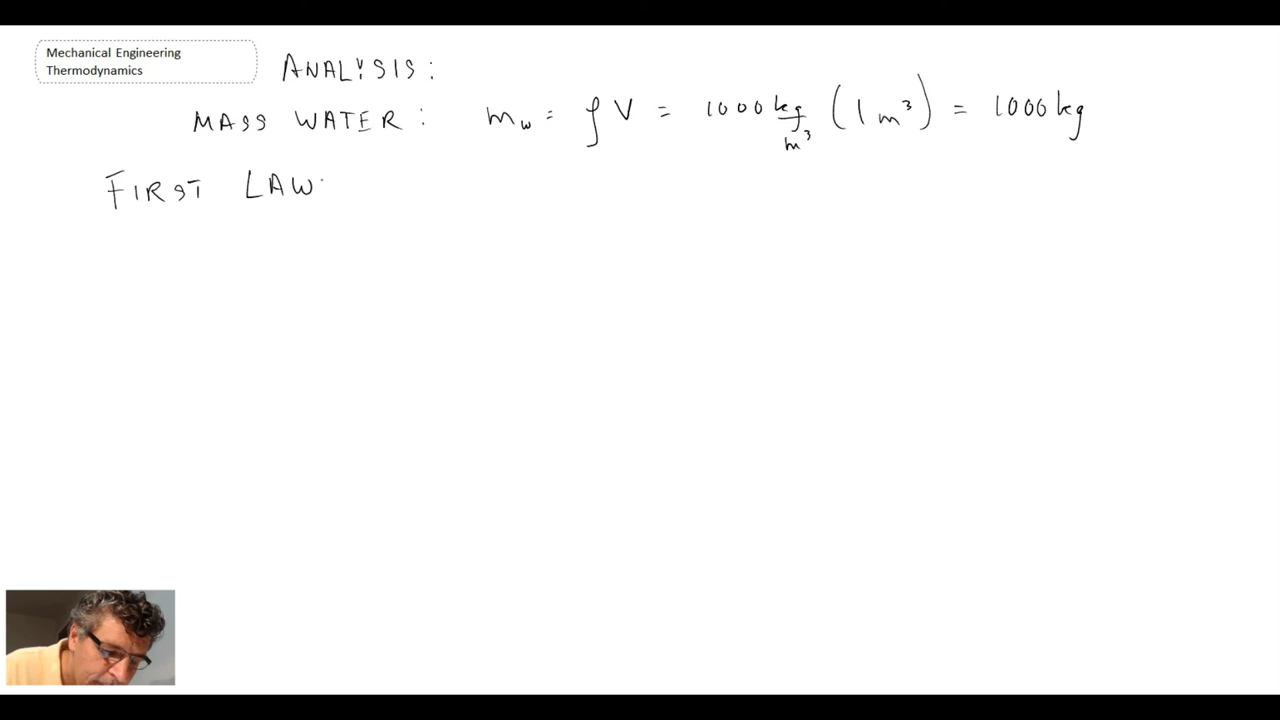 Mechanical Engineering
Thermodynamics
ANALYSIS:
MASS WATER: m_w = ρV = 1000 kg/m³ (1 m³) = 1000 kg
FIRST LAW